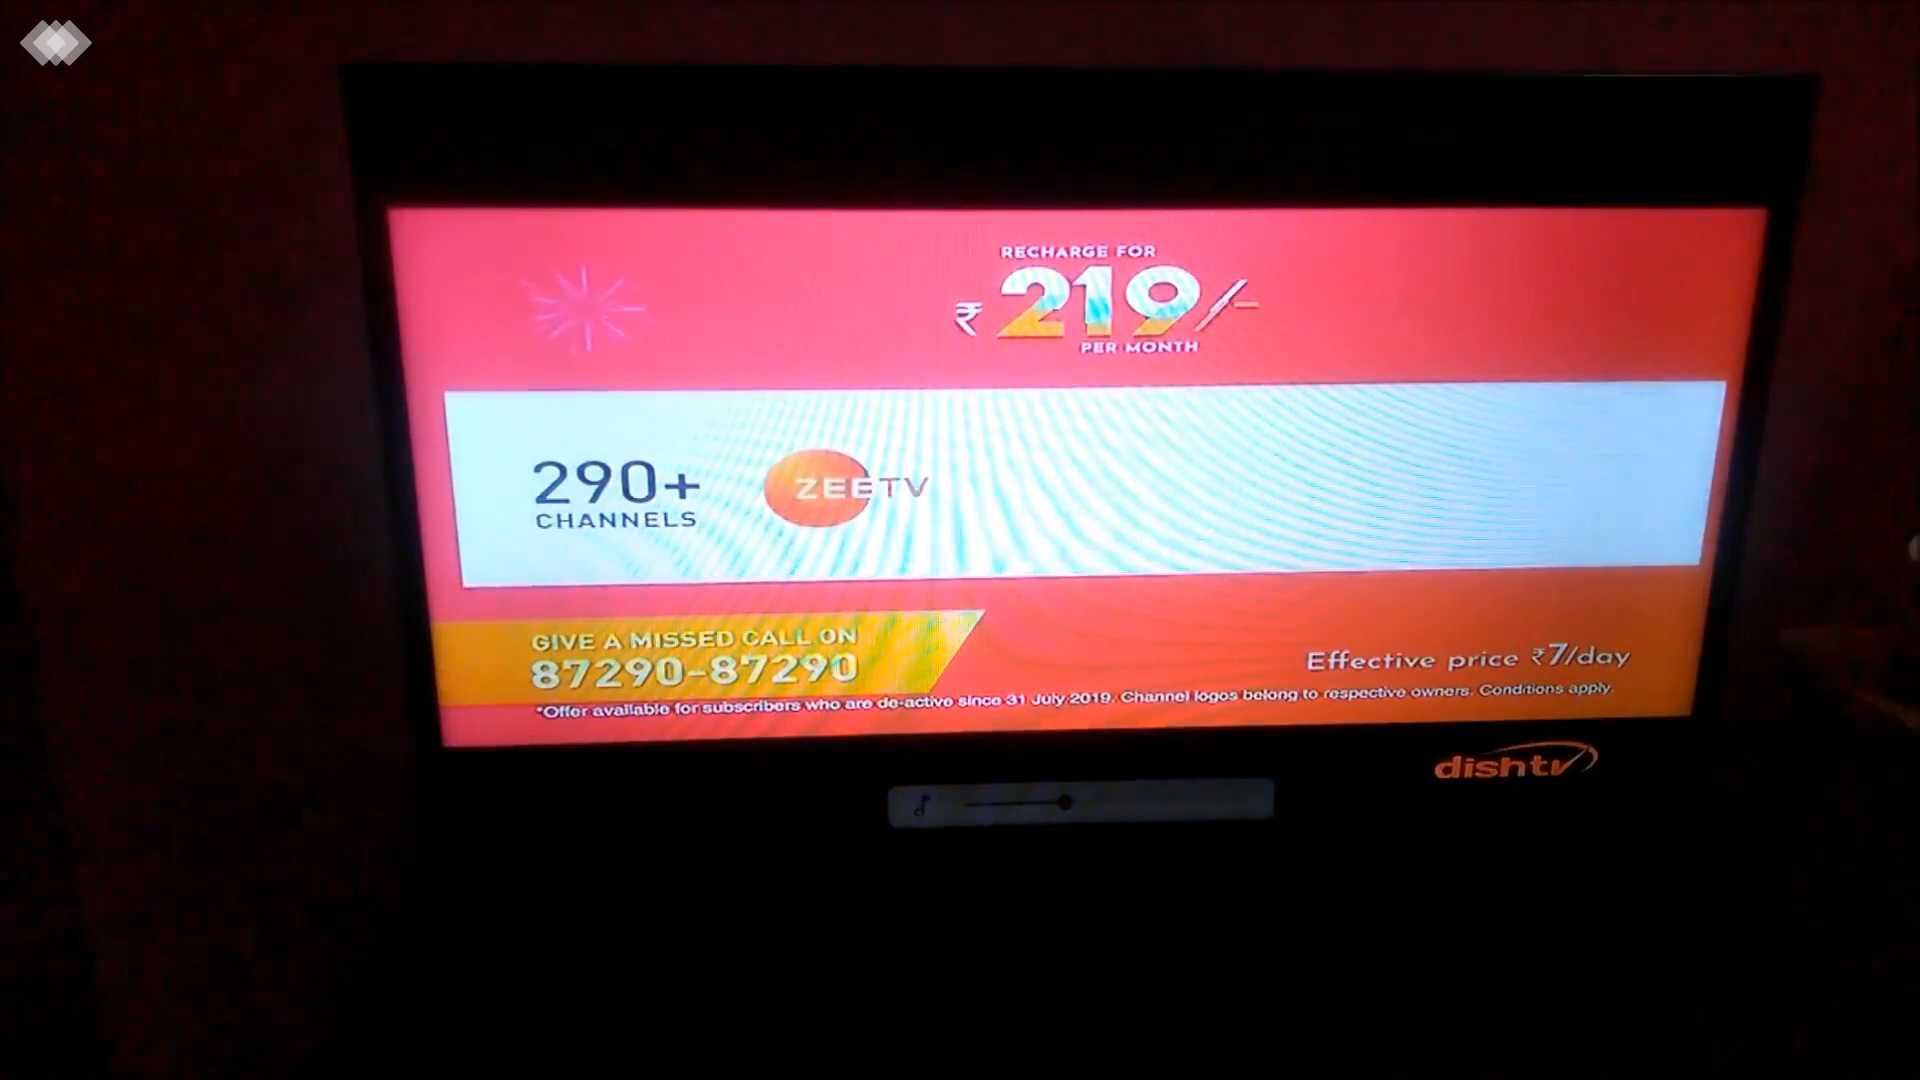 RECHARGE FOR
₹ 219/-
PER MONTH
290+
CHANNELS
ZEETV
GIVE A MISSED CALL ON
87290-87290
Effective price ₹7/day
*Offer available for subscribers who are de-active since 31 July 2019. Channel logos belong to respective owners. Conditions apply.
dishtv